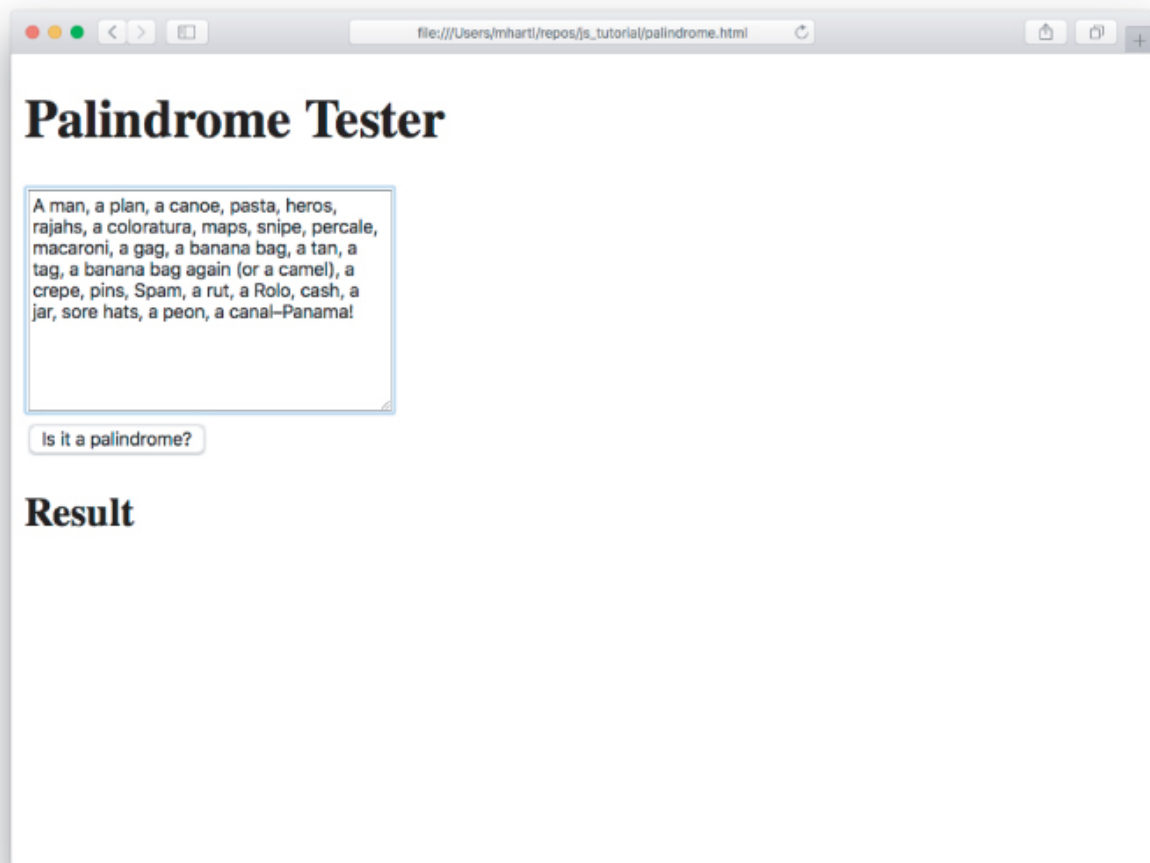 file:///Users/mhartl/repos/js_tutorial/palindrome.html
Palindrome Tester
A man, a plan, a canoe, pasta, heros,
rajahs, a coloratura, maps, snipe, percale,
macaroni, a gag, a banana bag, a tan, a
tag, a banana bag again (or a camel), a
crepe, pins, Spam, a rut, a Rolo, cash, a
jar, sore hats, a peon, a canal–Panama!
Is it a palindrome?
Result